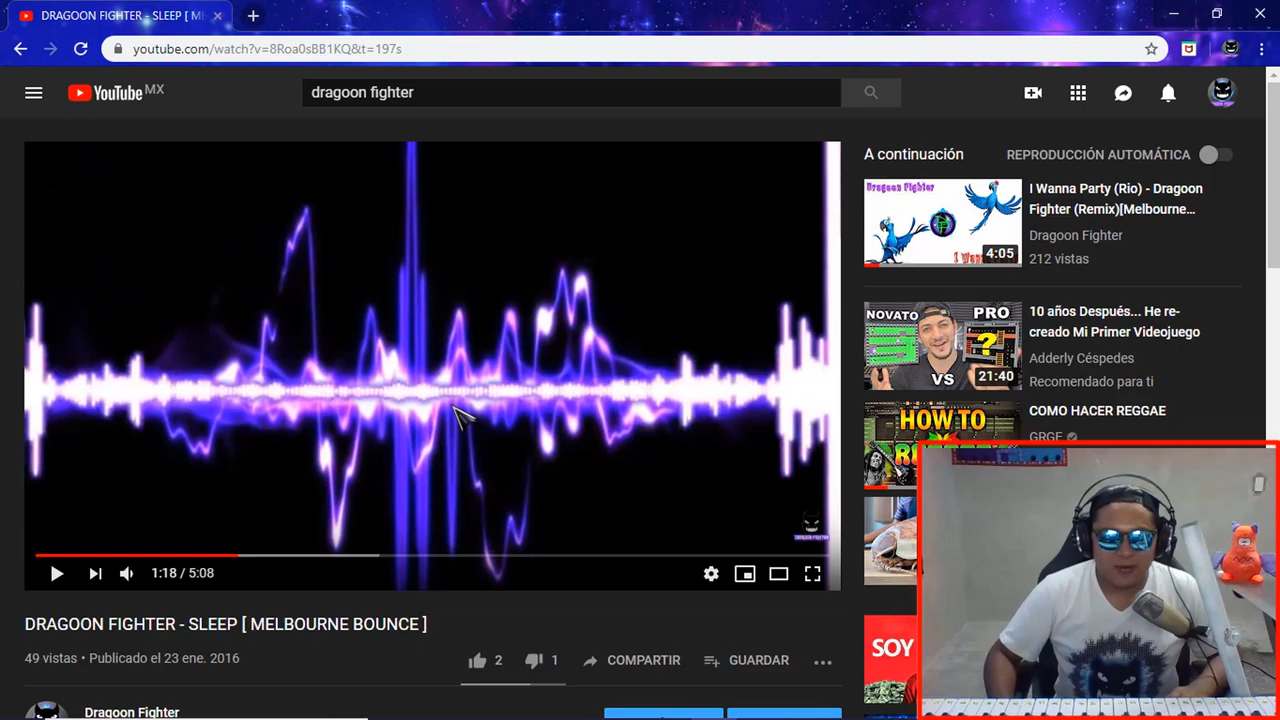 DRAGOON FIGHTER - SLEEP [ M
youtube.com/watch?v=8Roa0sBB1KQ&t=197s
YouTube MX
dragoon fighter
DRAGOON FIGHTER
1:18 / 5:08
DRAGOON FIGHTER - SLEEP [ MELBOURNE BOUNCE ]
49 vistas • Publicado el 23 ene. 2016
2
1
COMPARTIR
GUARDAR
Dragoon Fighter
A continuación
REPRODUCCIÓN AUTOMÁTICA
Dragoon Fighter
4:05
I Wanna Party (Rio) - Dragoon
Fighter (Remix)[Melbourne...
Dragoon Fighter
212 vistas
NOVATO
PRO
VS
21:40
10 años Después... He re-
creado Mi Primer Videojuego
Adderly Céspedes
Recomendado para ti
HOW TO
COMO HACER REGGAE
GRGE
SOY